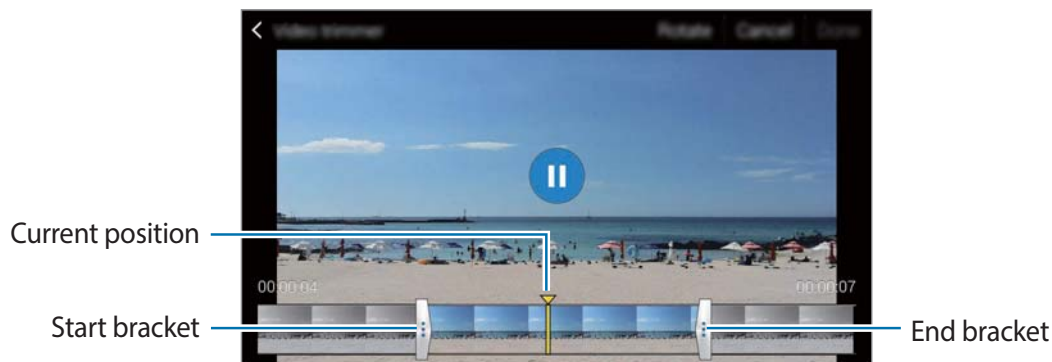 Video trimmer
Rotate
Cancel
Done
Current position
00:00:04
00:00:07
Start bracket
End bracket